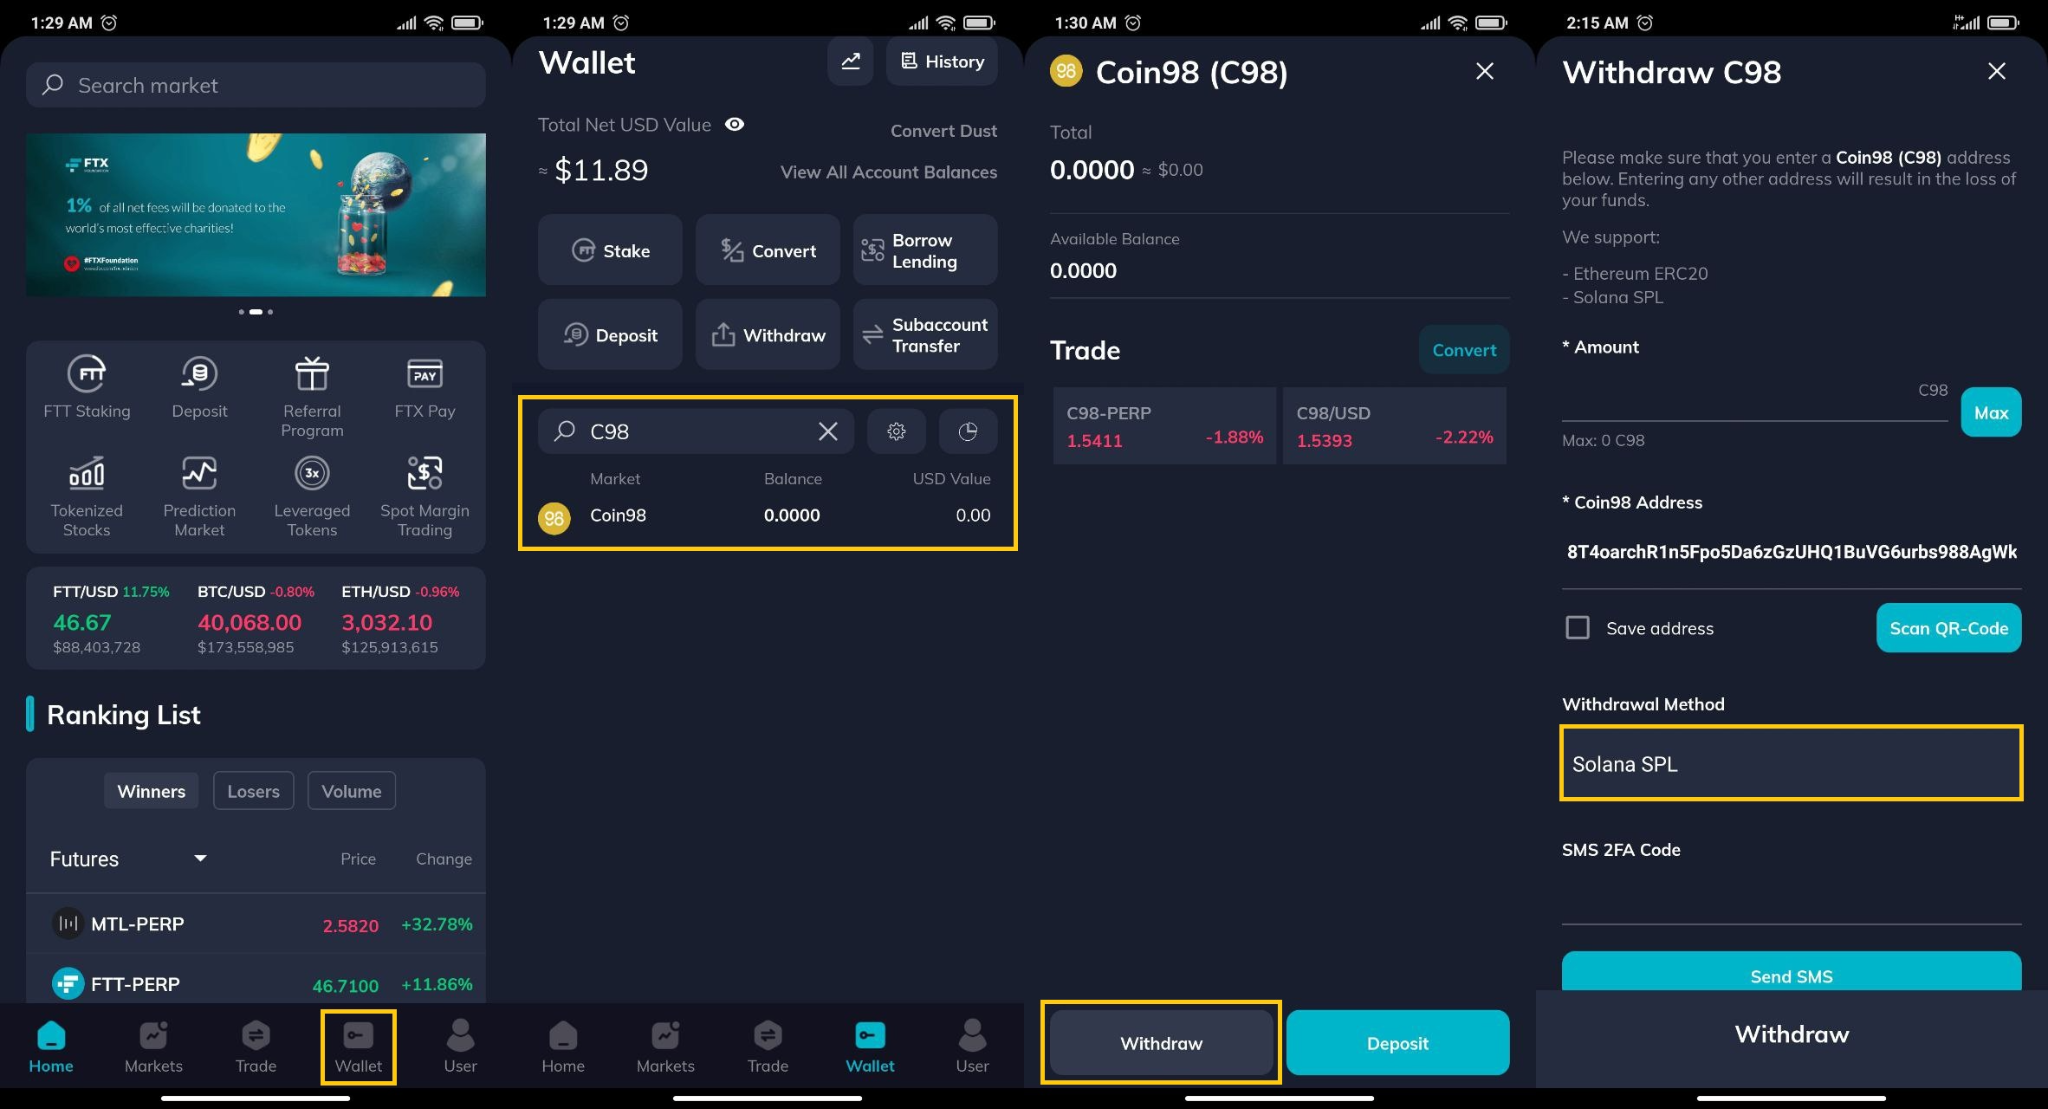 1:29 AM
Search market
FTX
1% of all net fees will be donated to the
world's most effective charities!
#FTXFoundation
FTT
FTT Staking
Deposit
Referral
Program
PAY
FTX Pay
Tokenized
Stocks
Prediction
Market
3x
Leveraged
Tokens
Spot Margin
Trading
FTT/USD 11.75%
46.67
$88,403,728
BTC/USD -0.80%
40,068.00
$173,558,985
ETH/USD -0.96%
3,032.10
$125,913,615
Ranking List
Winners
Losers
Volume
Futures
Price
Change
MTL-PERP
2.5820
+32.78%
FTT-PERP
46.7100
+11.86%
Home
Markets
Trade
Wallet
User
1:29 AM
Wallet
History
Total Net USD Value
Convert Dust
≈ $11.89
View All Account Balances
Stake
Convert
Borrow
Lending
Deposit
Withdraw
Subaccount
Transfer
C98
Market
Balance
USD Value
98
Coin98
0.0000
0.00
Home
Markets
Trade
Wallet
User
1:30 AM
98
Coin98 (C98)
Total
0.0000 ≈ $0.00
Available Balance
0.0000
Trade
Convert
C98-PERP
1.5411
-1.88%
C98/USD
1.5393
-2.22%
Withdraw
Deposit
2:15 AM
H+
Withdraw C98
Please make sure that you enter a Coin98 (C98) address
below. Entering any other address will result in the loss of
your funds.
We support:
- Ethereum ERC20
- Solana SPL
* Amount
C98
Max
Max: 0 C98
* Coin98 Address
8T4oarchR1n5Fpo5Da6zGzUHQ1BuVG6urbs988AgWk
Save address
Scan QR-Code
Withdrawal Method
Solana SPL
SMS 2FA Code
Send SMS
Withdraw